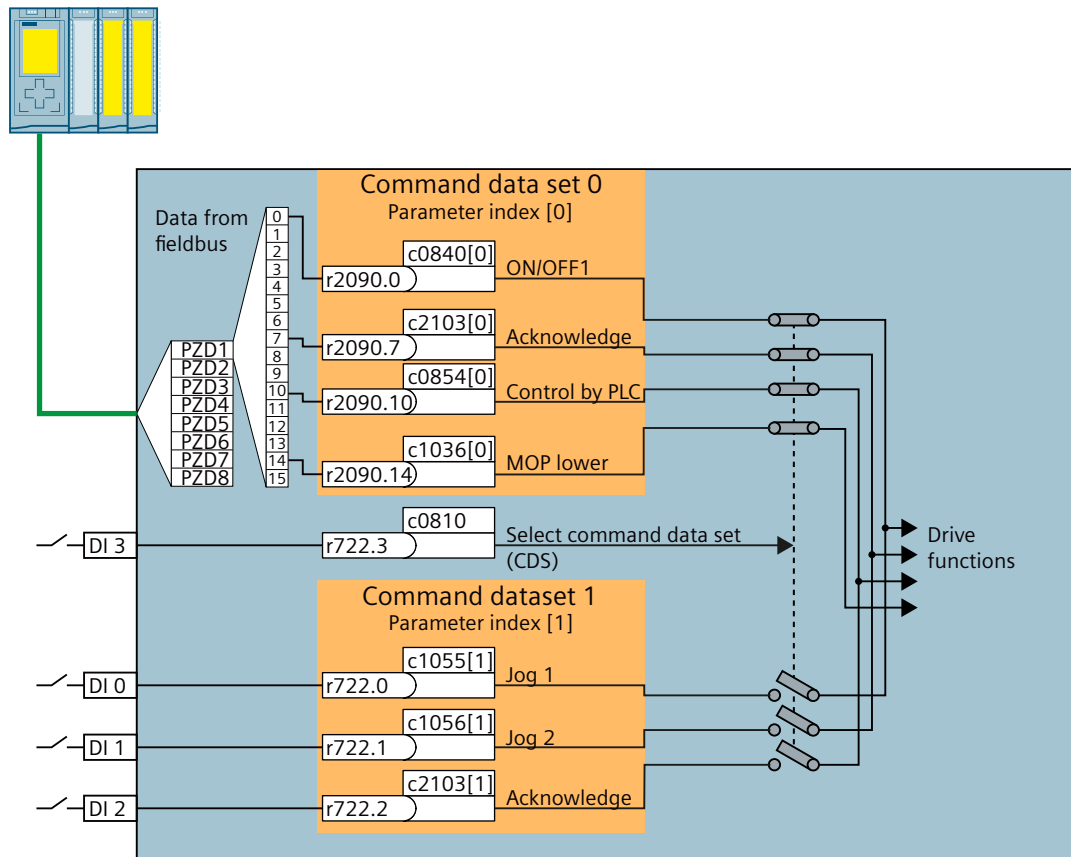 Command data set 0
Parameter index [0]
Data from
fieldbus
0
1
2
3
4
5
6
7
8
9
10
11
12
13
14
15
PZD1
PZD2
PZD3
PZD4
PZD5
PZD6
PZD7
PZD8
c0840[0]
r2090.0
ON/OFF1
c2103[0]
r2090.7
Acknowledge
c0854[0]
r2090.10
Control by PLC
c1036[0]
r2090.14
MOP lower
DI 3
c0810
r722.3
Select command data set
(CDS)
Drive
functions
Command dataset 1
Parameter index [1]
DI 0
c1055[1]
r722.0
Jog 1
DI 1
c1056[1]
r722.1
Jog 2
DI 2
c2103[1]
r722.2
Acknowledge